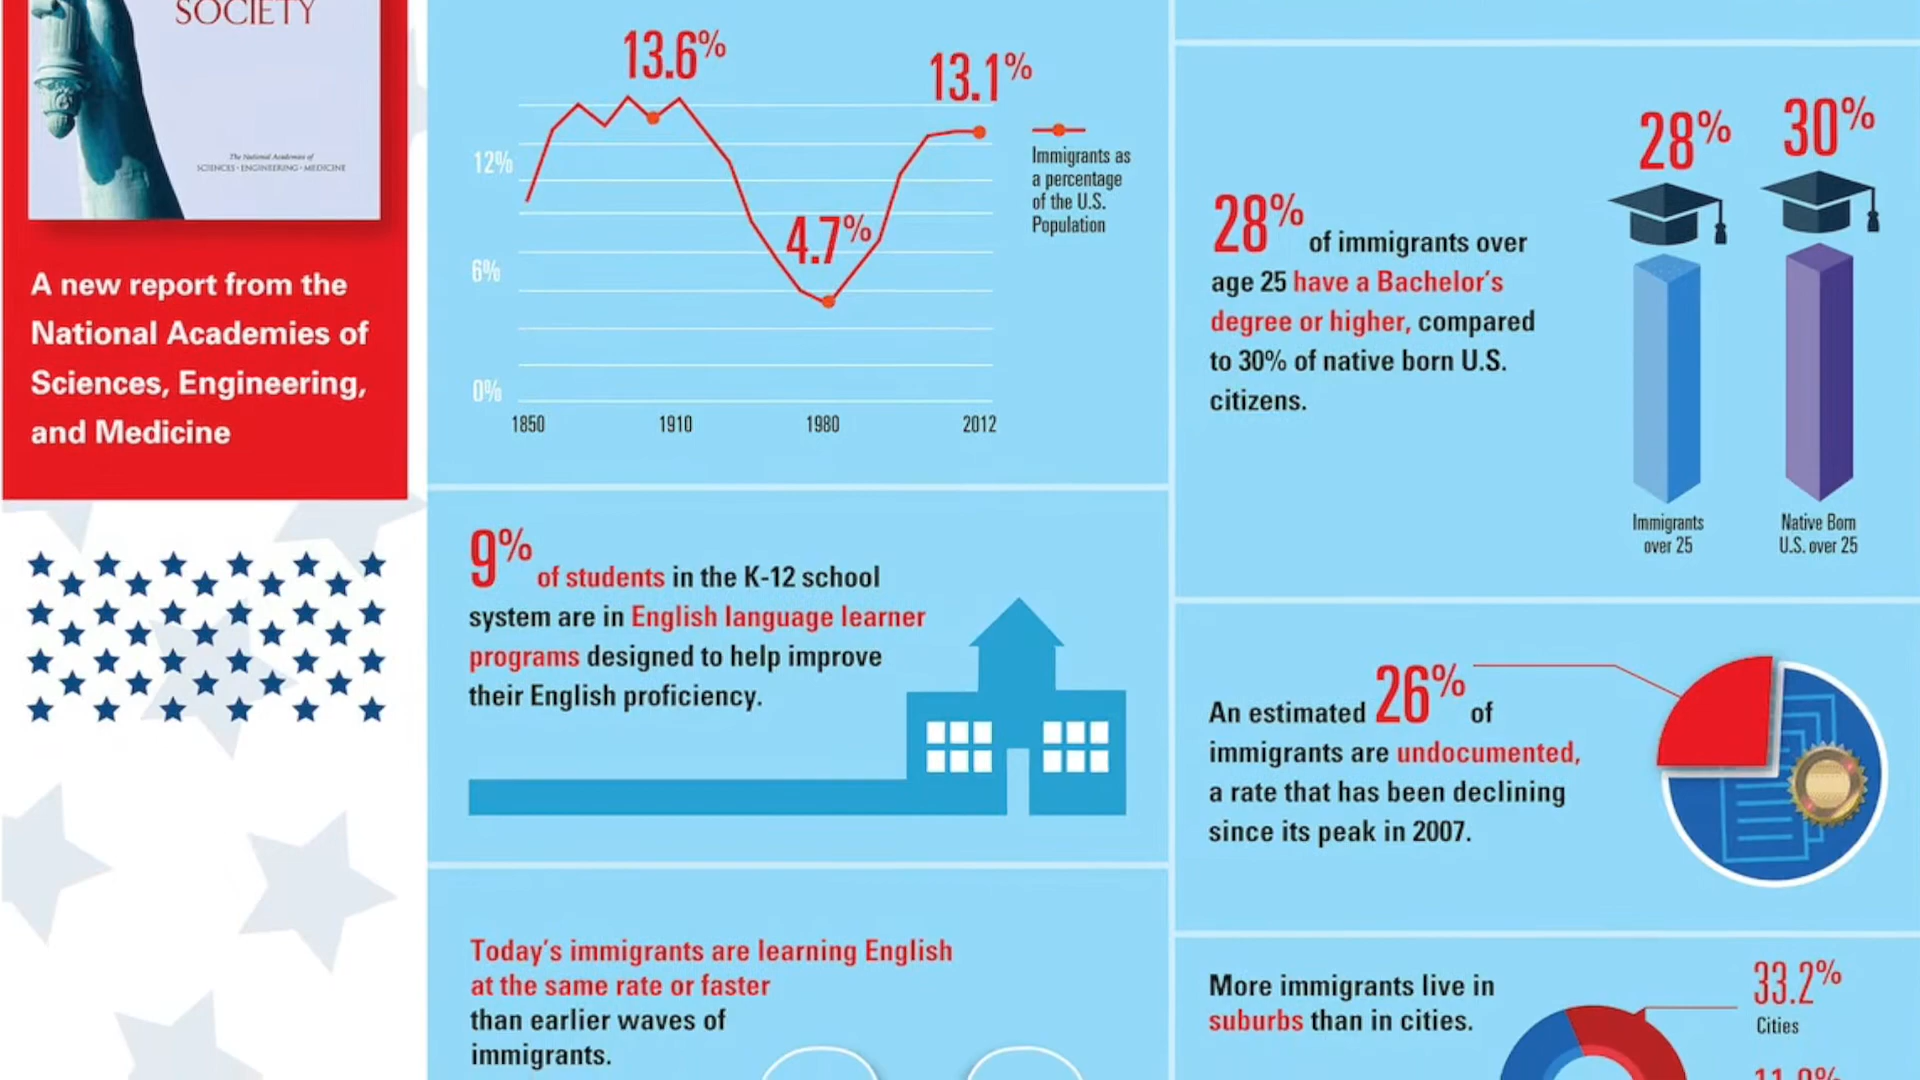 SOCIETY
The National Academies of
SCIENCES • ENGINEERING • MEDICINE
A new report from the
National Academies of
Sciences, Engineering,
and Medicine
13.6%
13.1%
4.7%
12%
6%
0%
1850
1910
1980
2012
Immigrants as
a percentage
of the U.S.
Population
9% of students in the K-12 school
system are in English language learner
programs designed to help improve
their English proficiency.
Today's immigrants are learning English
at the same rate or faster
than earlier waves of
immigrants.
28% of immigrants over
age 25 have a Bachelor's
degree or higher, compared
to 30% of native born U.S.
citizens.
28%
30%
Immigrants
over 25
Native Born
U.S. over 25
An estimated 26% of
immigrants are undocumented,
a rate that has been declining
since its peak in 2007.
More immigrants live in
suburbs than in cities.
33.2%
Cities